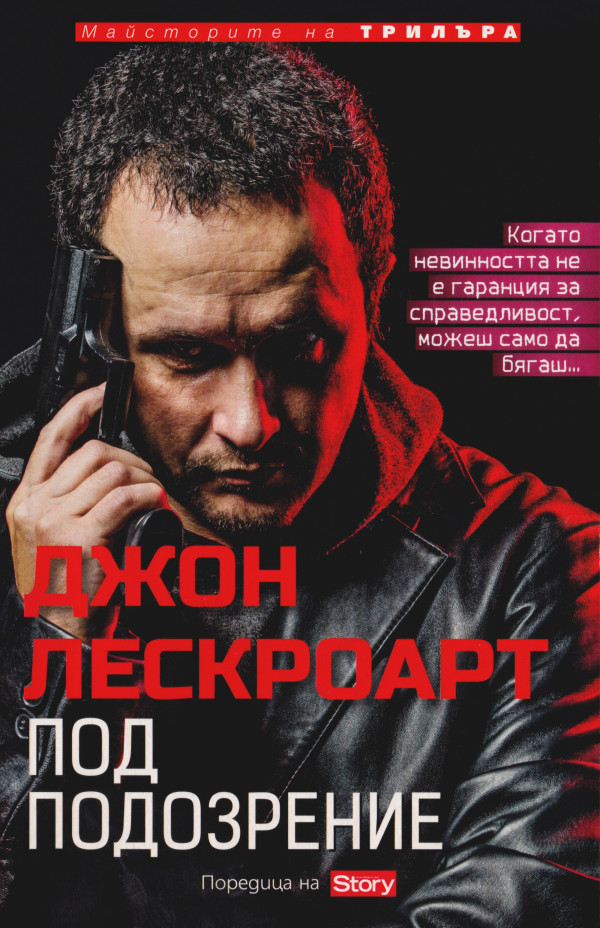 Майсторите на ТРИЛЪРА
Когато
невинността не
е гаранция за
справедливост,
можеш само да
бягаш...
ДЖОН
ЛЕСКРОАРТ
ПОД
ПОДОЗРЕНИЕ
Поредица на Story